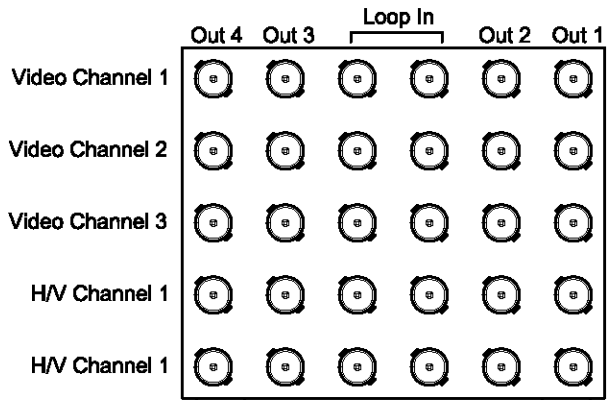 Loop In
Out 4 Out 3 Out 2 Out 1
Video Channel 1
Video Channel 2
Video Channel 3
H/V Channel 1
H/V Channel 1